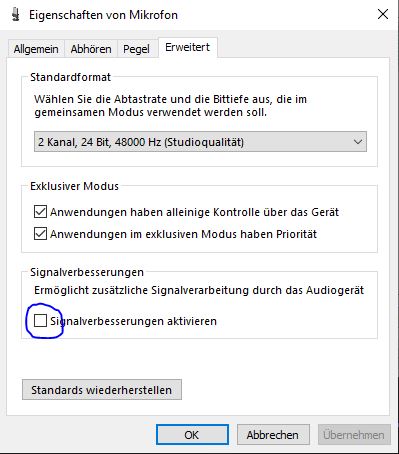 Eigenschaften von Mikrofon
Allgemein Abhören Pegel Erweitert
Standardformat
Wählen Sie die Abtastrate und die Bittiefe aus, die im
gemeinsamen Modus verwendet werden soll.
2 Kanal, 24 Bit, 48000 Hz (Studioqualität)
Exklusiver Modus
Anwendungen haben alleinige Kontrolle über das Gerät
Anwendungen im exklusiven Modus haben Priorität
Signalverbesserungen
Ermöglicht zusätzliche Signalverarbeitung durch das Audiogerät
Signalverbesserungen aktivieren
Standards wiederherstellen
OK Abbrechen Übernehmen